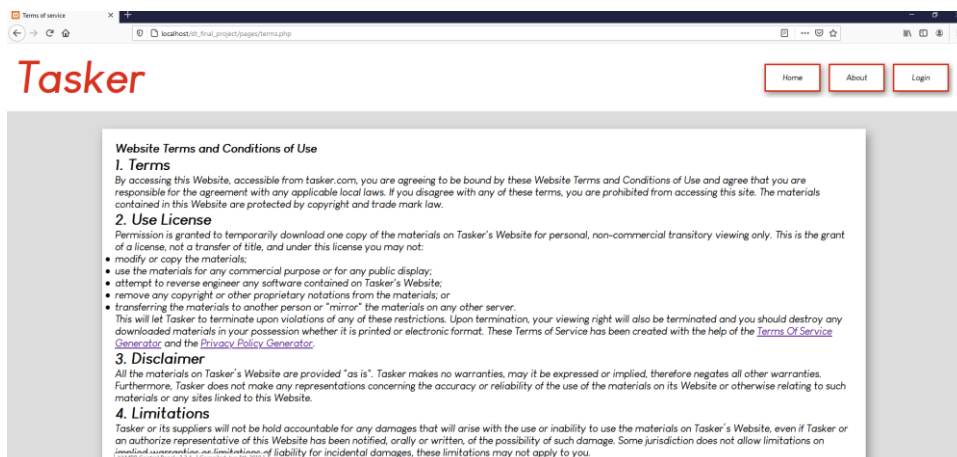 Terms of service
localhost/dt_final_project/pages/terms.php
Tasker
Home
About
Login
Website Terms and Conditions of Use
1. Terms
By accessing this Website, accessible from tasker.com, you are agreeing to be bound by these Website Terms and Conditions of Use and agree that you are
responsible for the agreement with any applicable local laws. If you disagree with any of these terms, you are prohibited from accessing this site. The materials
contained in this Website are protected by copyright and trade mark law.
2. Use License
Permission is granted to temporarily download one copy of the materials on Tasker's Website for personal, non-commercial transitory viewing only. This is the grant
of a license, not a transfer of title, and under this license you may not:
• modify or copy the materials;
• use the materials for any commercial purpose or for any public display;
• attempt to reverse engineer any software contained on Tasker's Website;
• remove any copyright or other proprietary notations from the materials; or
• transferring the materials to another person or "mirror" the materials on any other server.
This will let Tasker to terminate upon violations of any of these restrictions. Upon termination, your viewing right will also be terminated and you should destroy any
downloaded materials in your possession whether it is printed or electronic format. These Terms of Service has been created with the help of the Terms Of Service
Generator and the Privacy Policy Generator.
3. Disclaimer
All the materials on Tasker's Website are provided "as is". Tasker makes no warranties, may it be expressed or implied, therefore negates all other warranties.
Furthermore, Tasker does not make any representations concerning the accuracy or reliability of the use of the materials on its Website or otherwise relating to such
materials or any sites linked to this Website.
4. Limitations
Tasker or its suppliers will not be hold accountable for any damages that will arise with the use or inability to use the materials on Tasker's Website, even if Tasker or
an authorize representative of this Website has been notified, orally or written, of the possibility of such damage. Some jurisdiction does not allow limitations on
implied warranties or limitations of liability for incidental damages, these limitations may not apply to you.